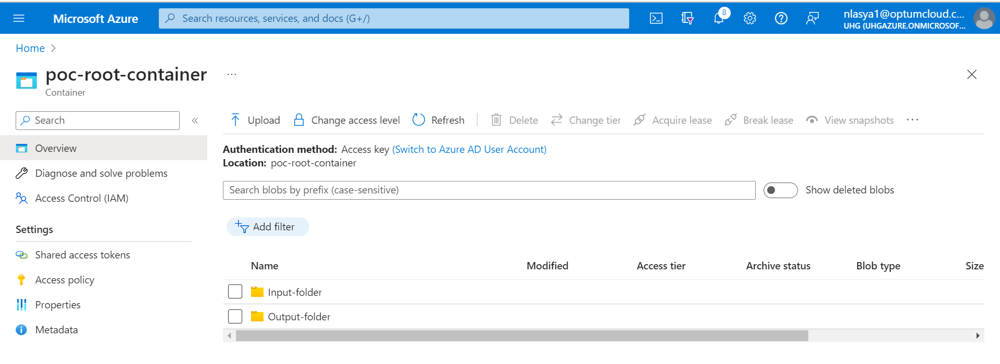 Microsoft Azure
Search resources, services, and docs (G+/)
8
nlasya1@optumcloud.c...
UHG (UHGAZURE.ONMICROSOF...
Home
poc-root-container
...
Container
Search
«
Upload
Change access level
Refresh
Delete
Change tier
Acquire lease
Break lease
View snapshots
...
Overview
Diagnose and solve problems
Access Control (IAM)
Settings
Shared access tokens
Access policy
Properties
Metadata
Authentication method: Access key (Switch to Azure AD User Account)
Location: poc-root-container
Search blobs by prefix (case-sensitive)
Show deleted blobs
Add filter
Name Modified Access tier Archive status Blob type Size
Input-folder
Output-folder